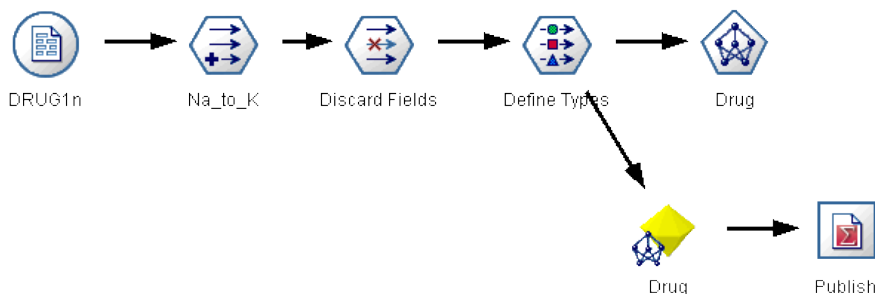 DRUG1n
Na_to_K
Discard Fields
Define Types
Drug
Drug
Publish